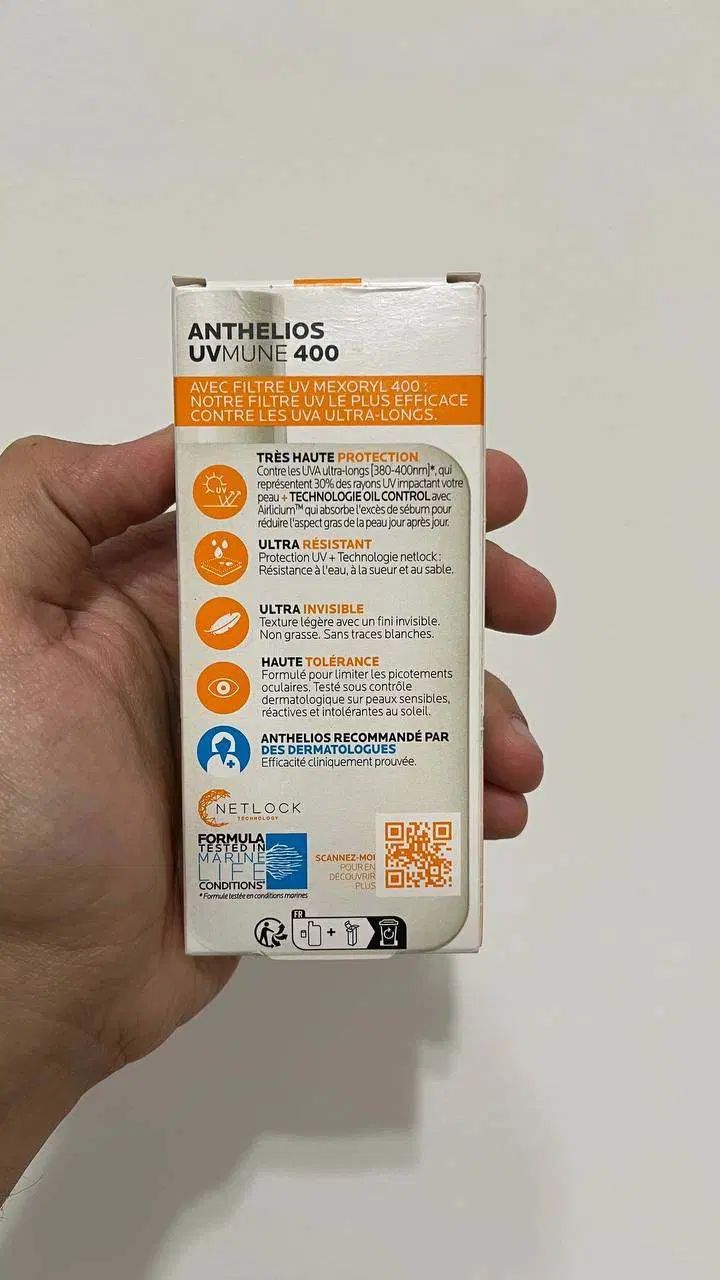 ANTHELIOS
UVMUNE 400
AVEC FILTRE UV MEXORYL 400 :
NOTRE FILTRE UV LE PLUS EFFICACE
CONTRE LES UVA ULTRA-LONGS.
UV
TRÈS HAUTE PROTECTION
Contre les UVA ultra-longs [380-400nm]*, qui
représentent 30% des rayons UV impactant votre
peau + TECHNOLOGIE OIL CONTROL avec
Airlicium™ qui absorbe l'excès de sébum pour
réduire l'aspect gras de la peau jour après jour.
ULTRA RÉSISTANT
Protection UV + Technologie netlock :
Résistance à l'eau, à la sueur et au sable.
ULTRA INVISIBLE
Texture légère avec un fini invisible.
Non grasse. Sans traces blanches.
HAUTE TOLÉRANCE
Formulé pour limiter les picotements
oculaires. Testé sous contrôle
dermatologique sur peaux sensibles,
réactives et intolérantes au soleil.
ANTHELIOS RECOMMANDÉ PAR
DES DERMATOLOGUES
Efficacité cliniquement prouvée.
NETLOCK
TECHNOLOGY
FORMULA
TESTED IN
MARINE
LIFE
CONDITIONS*
* Formule testée en conditions marines
SCANNEZ-MOI
POUR EN
DÉCOUVRIR
PLUS
FR
+